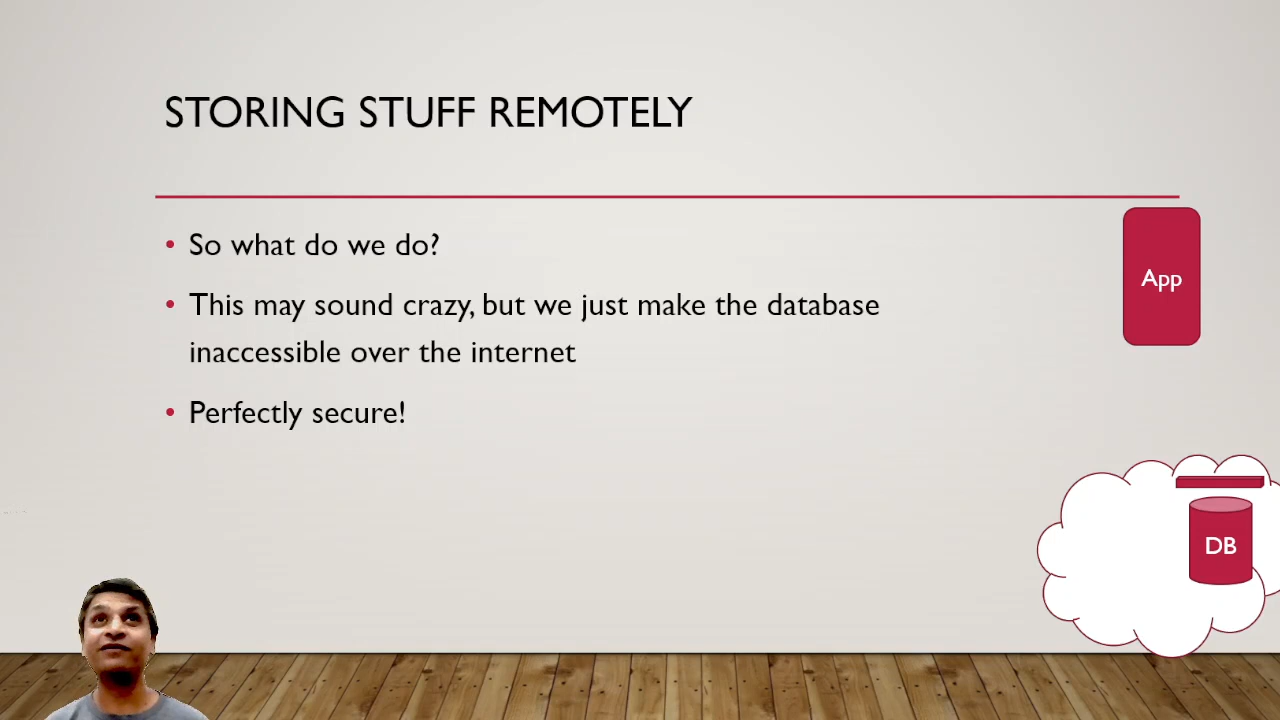 STORING STUFF REMOTELY
• So what do we do?
• This may sound crazy, but we just make the database
inaccessible over the internet
• Perfectly secure!
App
DB